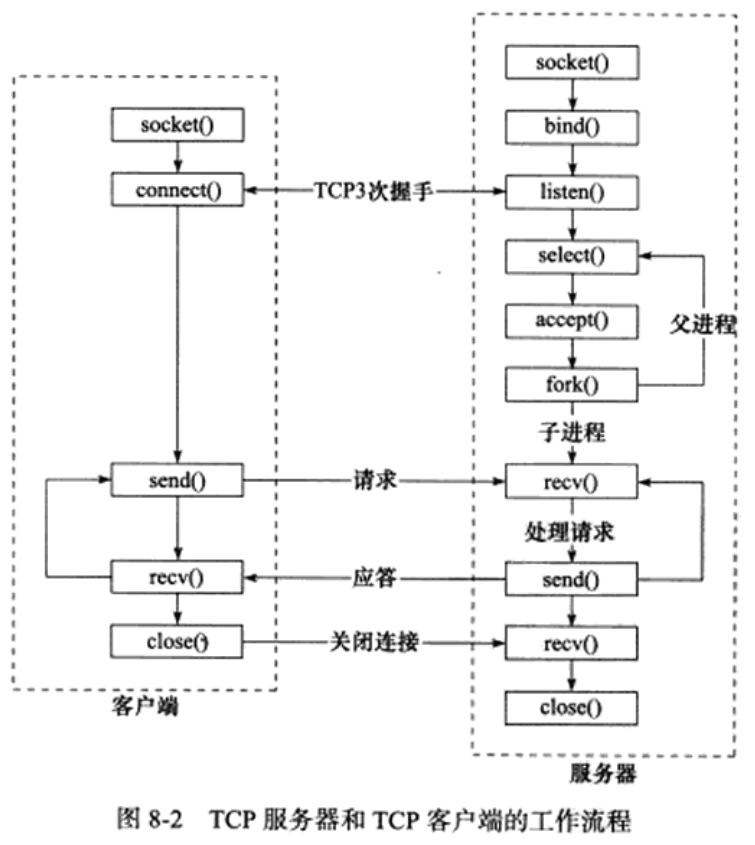 socket()
bind()
listen()
select()
accept()
fork()
父进程
子进程
recv()
处理请求
send()
recv()
close()
服务器
socket()
connect()
TCP3次握手
send()
请求
recv()
应答
close()
关闭连接
客户端
图 8-2 TCP 服务器和 TCP 客户端的工作流程